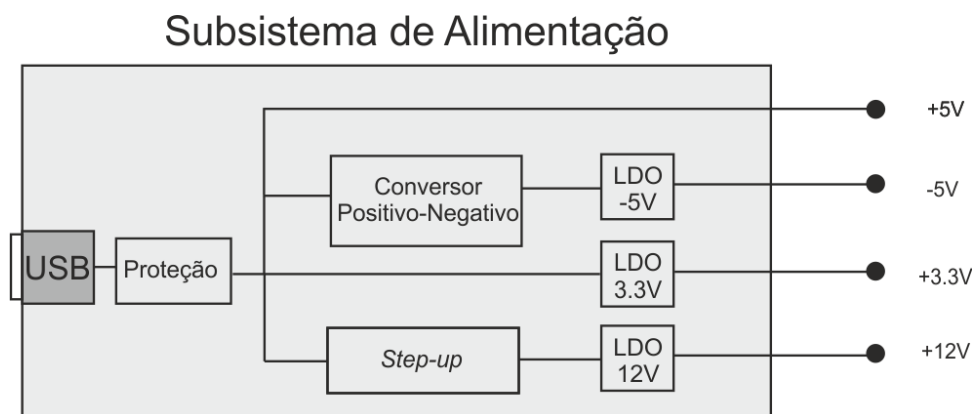 Subsistema de Alimentação
+5V
Conversor
Positivo-Negativo
LDO
-5V
-5V
USB
Proteção
LDO
3.3V
+3.3V
Step-up
LDO
12V
+12V